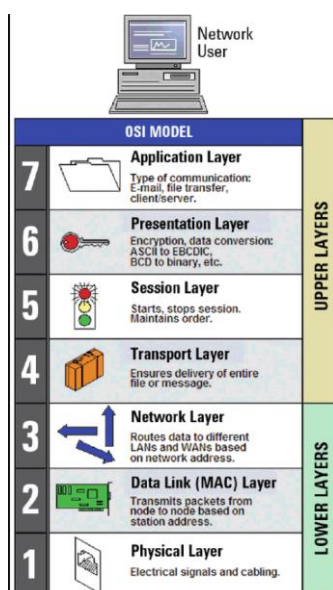 Network
User
OSI MODEL
7
Application Layer
Type of communication:
E-mail, file transfer,
client/server.
6
Presentation Layer
Encryption, data conversion:
ASCII to EBCDIC,
BCD to binary, etc.
5
Session Layer
Starts, stops session.
Maintains order.
4
Transport Layer
Ensures delivery of entire
file or message.
UPPER LAYERS
3
Network Layer
Routes data to different
LANs and WANs based
on network address.
2
Data Link (MAC) Layer
Transmits packets from
node to node based on
station address.
1
Physical Layer
Electrical signals and cabling.
LOWER LAYERS